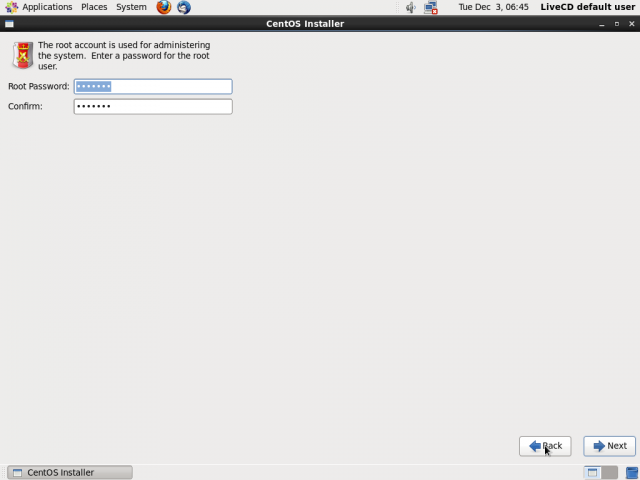 Applications Places System Tue Dec 3, 06:45 LiveCD default user
CentOS Installer
The root account is used for administering
the system. Enter a password for the root
user.
Root Password: •••••••
Confirm: •••••••
Back Next
CentOS Installer